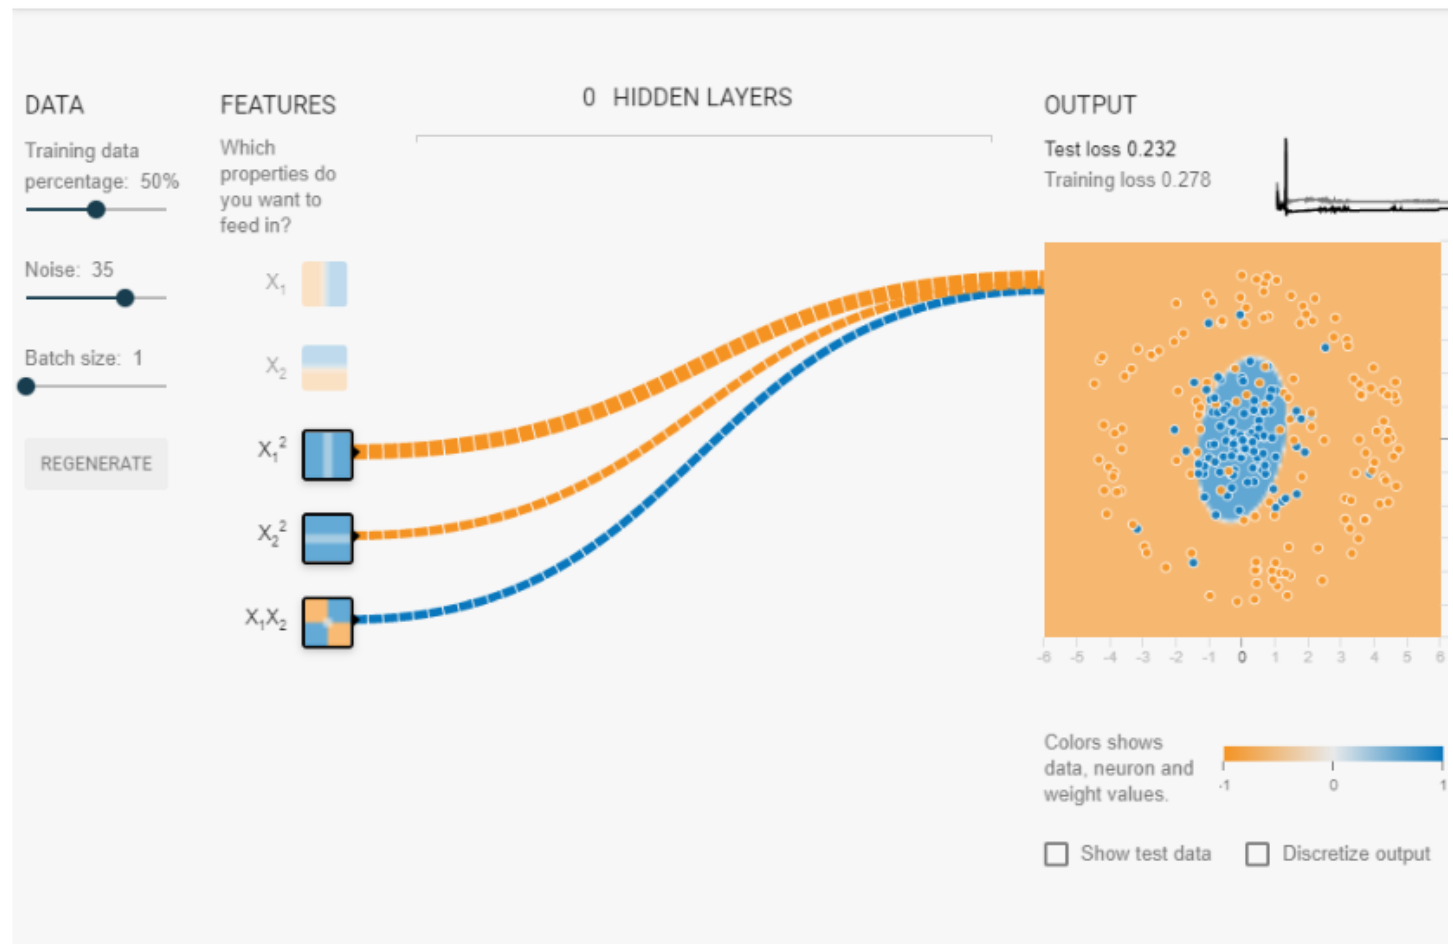 DATA
Training data
percentage: 50%
Noise: 35
Batch size: 1
REGENERATE
FEATURES
Which
properties do
you want to
feed in?
X₁
X₂
X₁²
X₂²
X₁X₂
0 HIDDEN LAYERS
OUTPUT
Test loss 0.232
Training loss 0.278
-6 -5 -4 -3 -2 -1 0 1 2 3 4 5 6
Colors shows
data, neuron and
weight values.
-1 0 1
Show test data Discretize output